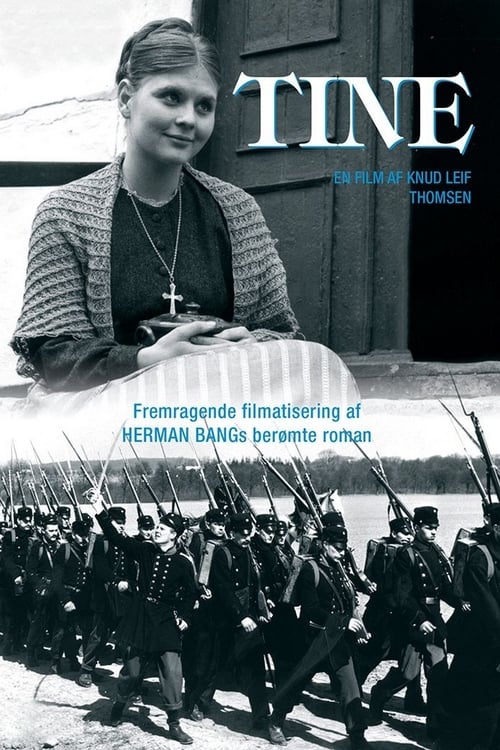 TINE
EN FILM AF KNUD LEIF
THOMSEN
Fremragende filmatisering af
HERMAN BANGs berømte roman